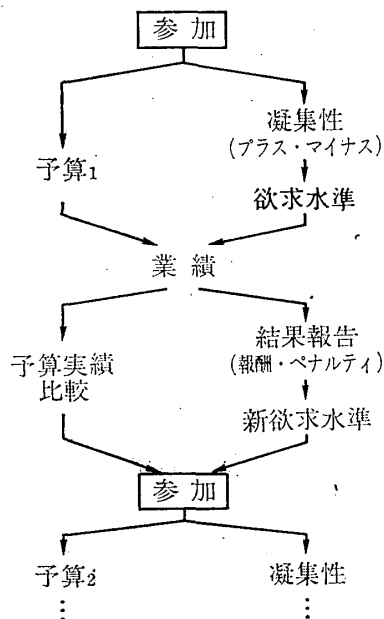 参加
凝集性
(プラス・マイナス)
予算1
欲求水準
業績
結果報告
(報酬・ペナルティ)
予算実績
比較
新欲求水準
参加
予算2
凝集性